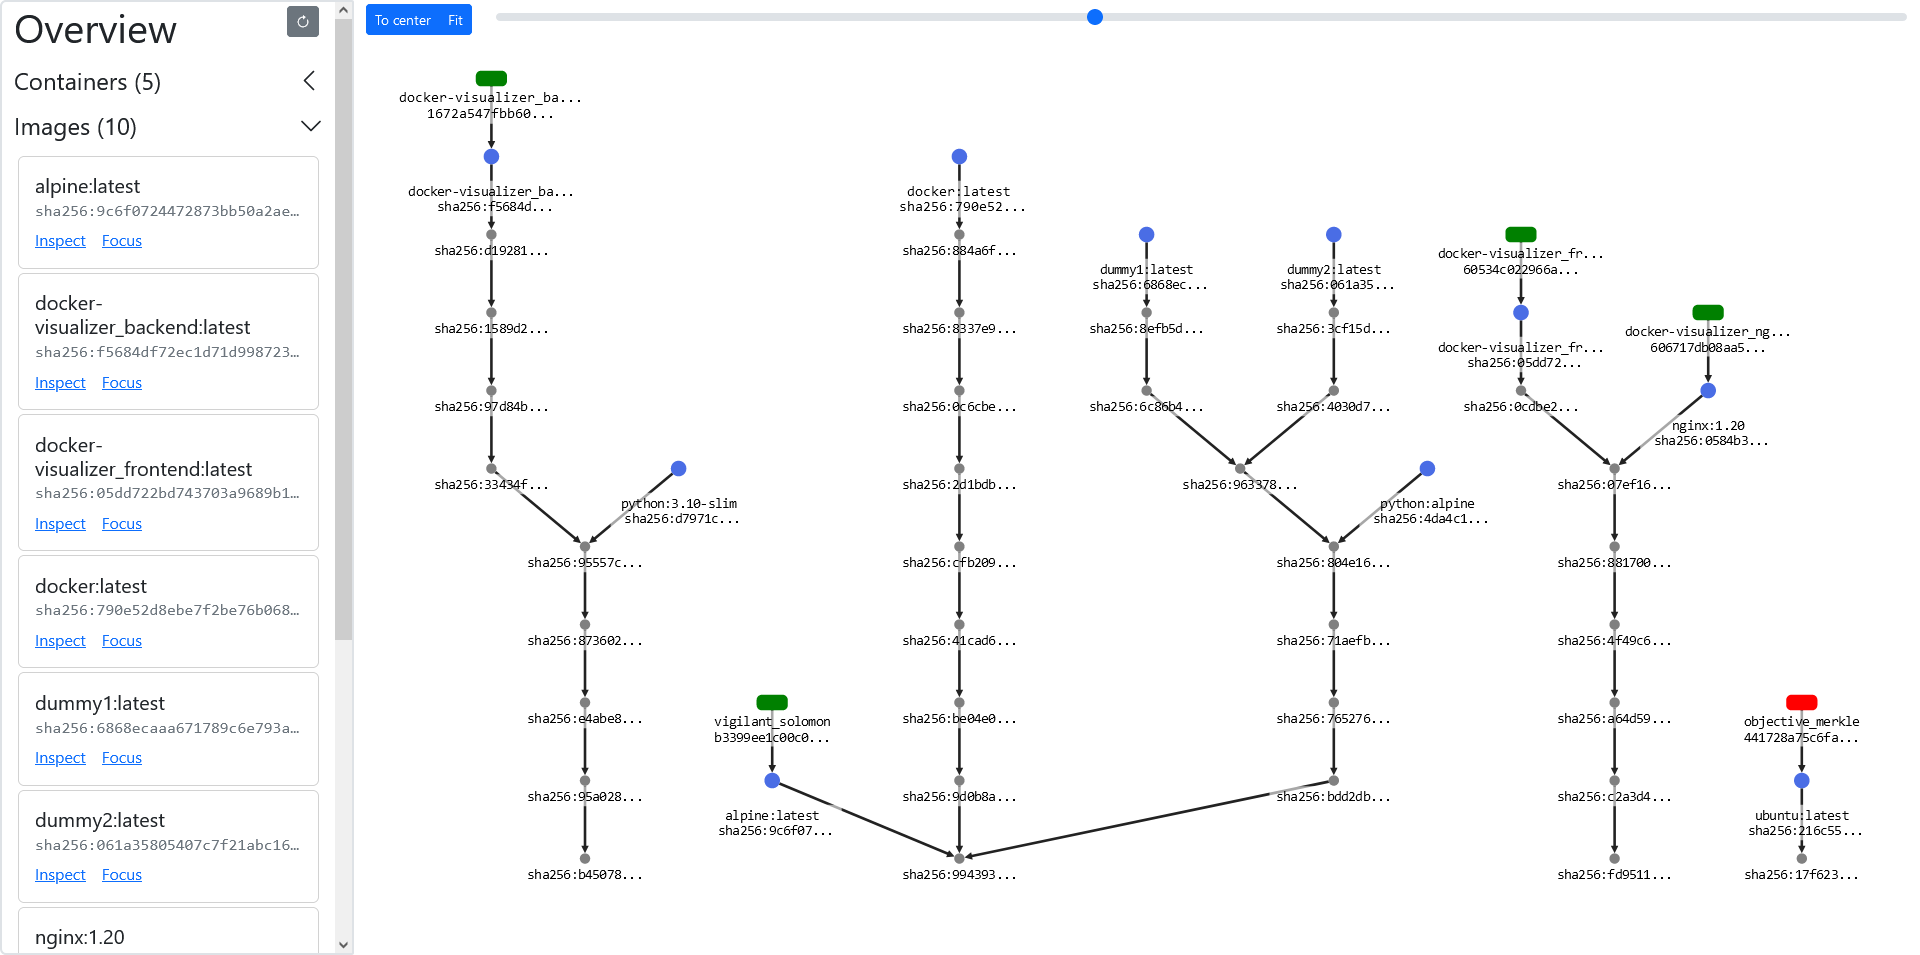 Overview
Containers (5)
Images (10)
alpine:latest
sha256:9c6f0724472873bb50a2ae…
Inspect Focus
docker-
visualizer_backend:latest
sha256:f5684df72ec1d71d998723…
Inspect Focus
docker-
visualizer_frontend:latest
sha256:05dd722bd743703a9689b1…
Inspect Focus
docker:latest
sha256:790e52d8ebe7f2be76b068…
Inspect Focus
dummy1:latest
sha256:6868ecaaa671789c6e793a…
Inspect Focus
dummy2:latest
sha256:061a35805407c7f21abc16…
Inspect Focus
nginx:1.20
To center Fit
docker-visualizer_ba...
1672a547fbb60...
docker-visualizer_ba...
sha256:f5684d...
sha256:d19281...
sha256:1589d2...
sha256:97d84b...
sha256:33434f...
python:3.10-slim
sha256:d7971c...
sha256:95557c...
sha256:873602...
sha256:e4abe8...
sha256:95a028...
sha256:b45078...
vigilant_solomon
b3399ee1c00c0...
alpine:latest
sha256:9c6f07...
docker:latest
sha256:790e52...
sha256:884a6f...
sha256:8337e9...
sha256:0c6cbe...
sha256:2d1bdb...
sha256:cfb209...
sha256:41cad6...
sha256:be04e0...
sha256:9d0b8a...
sha256:994393...
dummy1:latest
sha256:6868ec...
sha256:8efb5d...
sha256:6c86b4...
sha256:963378...
dummy2:latest
sha256:061a35...
sha256:3cf15d...
sha256:4030d7...
python:alpine
sha256:4da4c1...
sha256:804e16...
sha256:71aefb...
sha256:765276...
sha256:bdd2db...
docker-visualizer_fr...
60534c022966a...
docker-visualizer_fr...
sha256:05dd72...
sha256:0cdbe2...
docker-visualizer_ng...
606717db08aa5...
nginx:1.20
sha256:0584b3...
sha256:07ef16...
sha256:881700...
sha256:4f49c6...
sha256:a64d59...
sha256:c2a3d4...
sha256:fd9511...
objective_merkle
441728a75c6fa...
ubuntu:latest
sha256:216c55...
sha256:17f623...